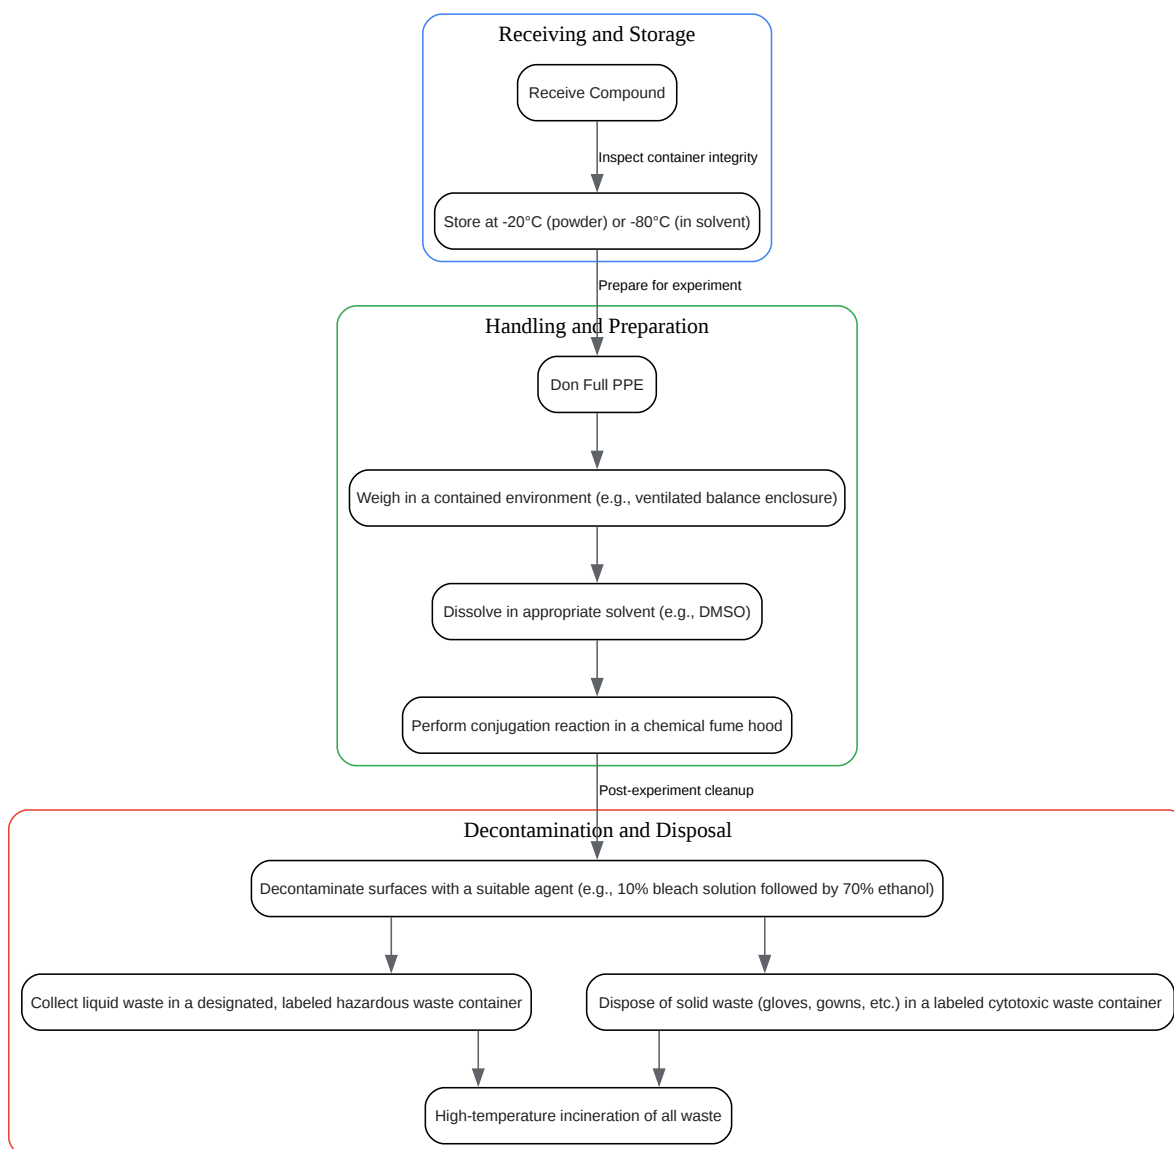 Receiving and Storage
Receive Compound
Inspect container integrity
Store at -20°C (powder) or -80°C (in solvent)
Prepare for experiment
Handling and Preparation
Don Full PPE
Weigh in a contained environment (e.g., ventilated balance enclosure)
Dissolve in appropriate solvent (e.g., DMSO)
Perform conjugation reaction in a chemical fume hood
Post-experiment cleanup
Decontamination and Disposal
Decontaminate surfaces with a suitable agent (e.g., 10% bleach solution followed by 70% ethanol)
Collect liquid waste in a designated, labeled hazardous waste container
Dispose of solid waste (gloves, gowns, etc.) in a labeled cytotoxic waste container
High-temperature incineration of all waste